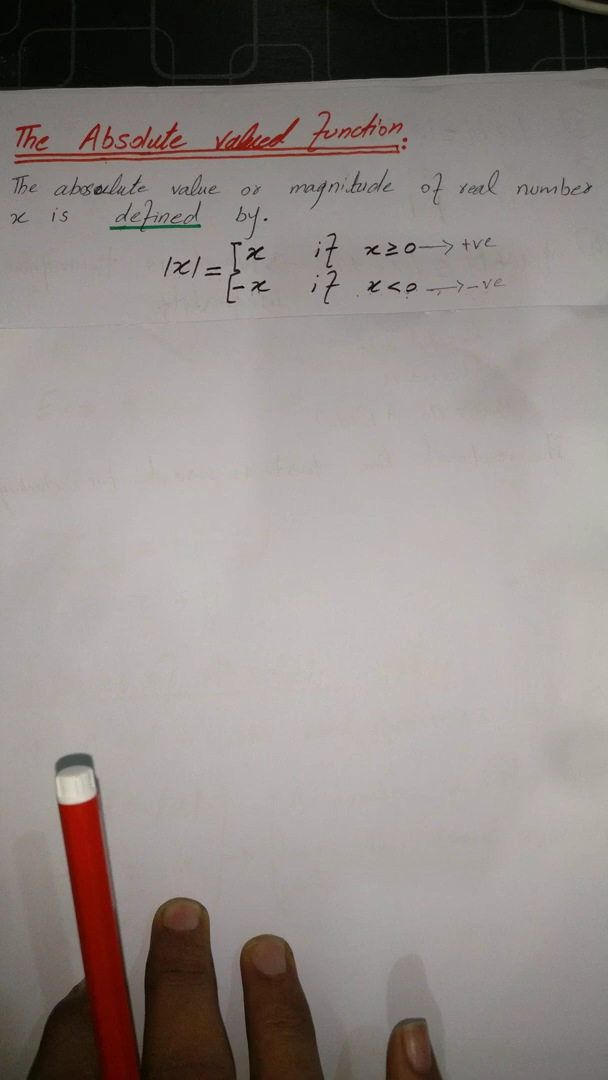 The Absolute valued function:
The absoulute value or magnitude of real number
x is defined by.
|x| = [ x if x ≥ 0 → +ve
[ -x if x < 0 → -ve